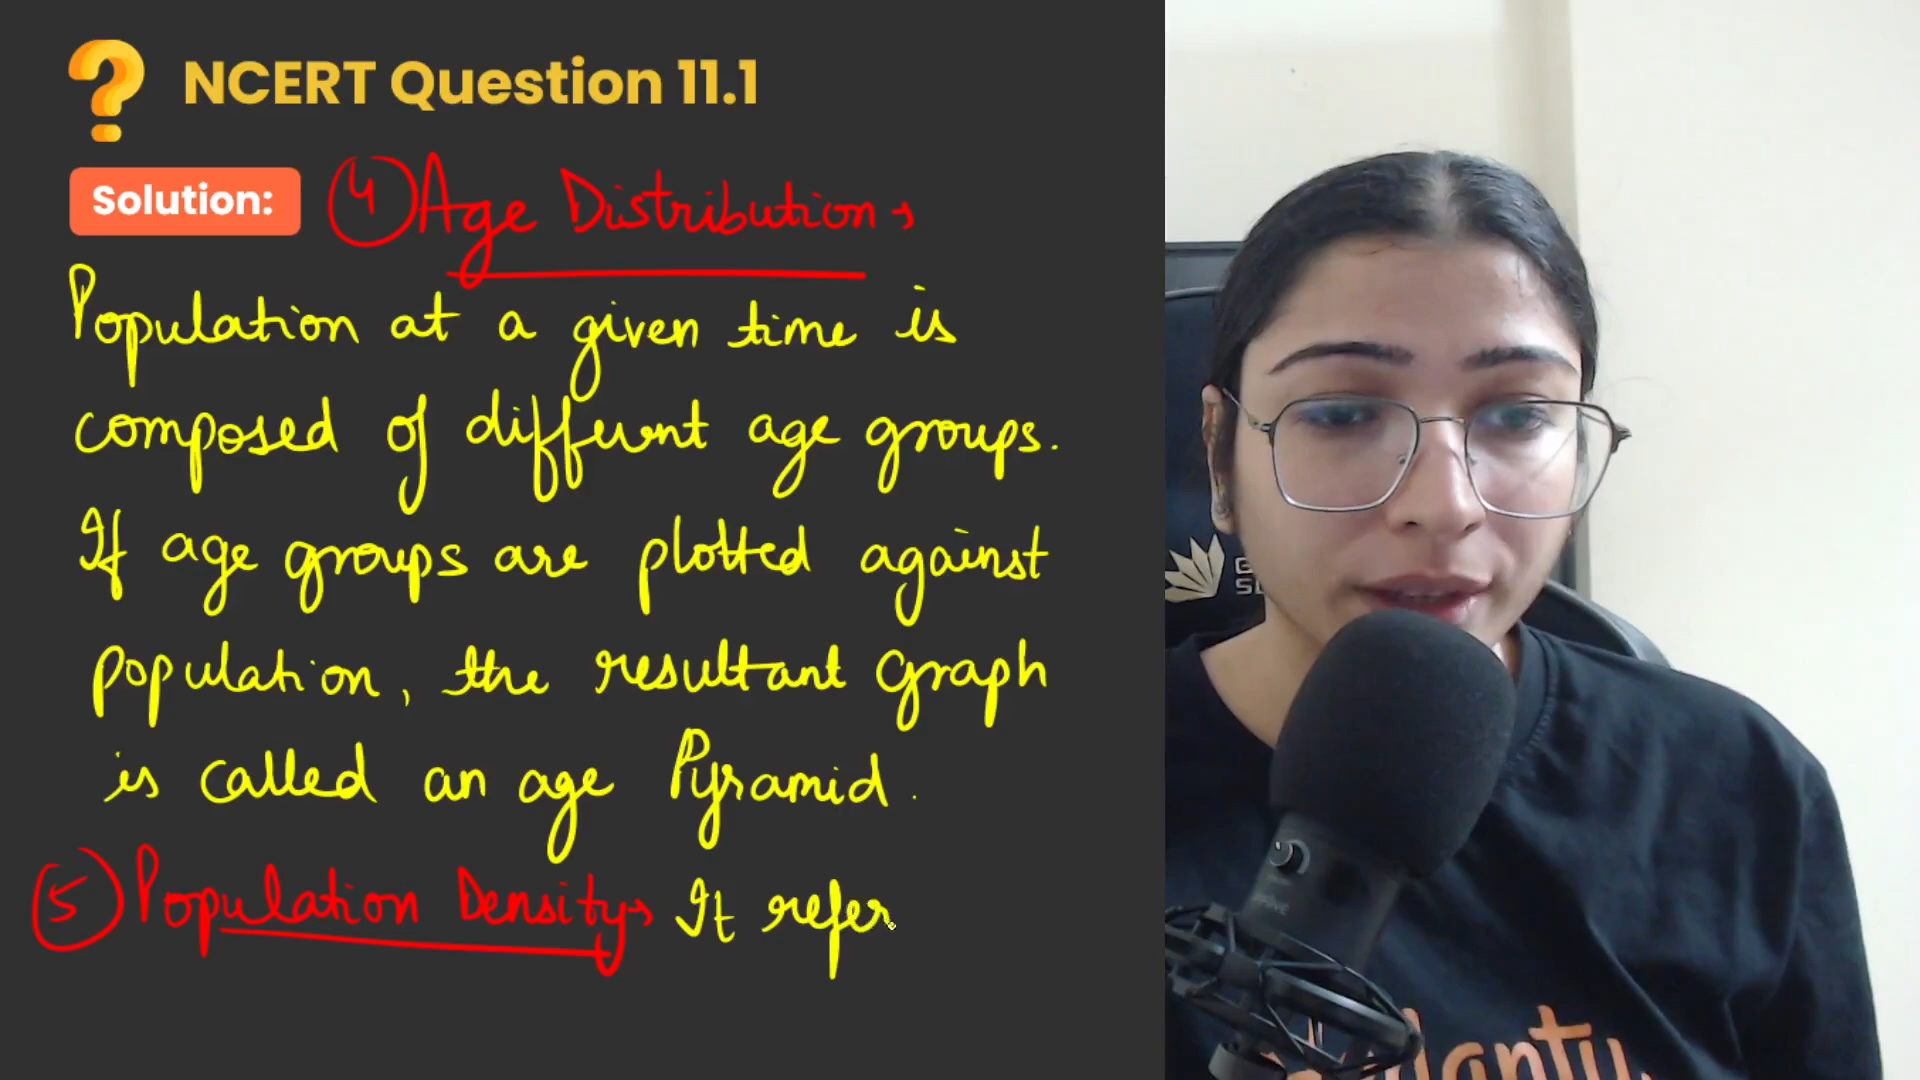 ? NCERT Question 11.1
Solution: 4 Age Distribution →
Population at a given time is
composed of different age groups.
If age groups are plotted against
population, the resultant graph
is called an age Pyramid.
5 Population Density → It refer